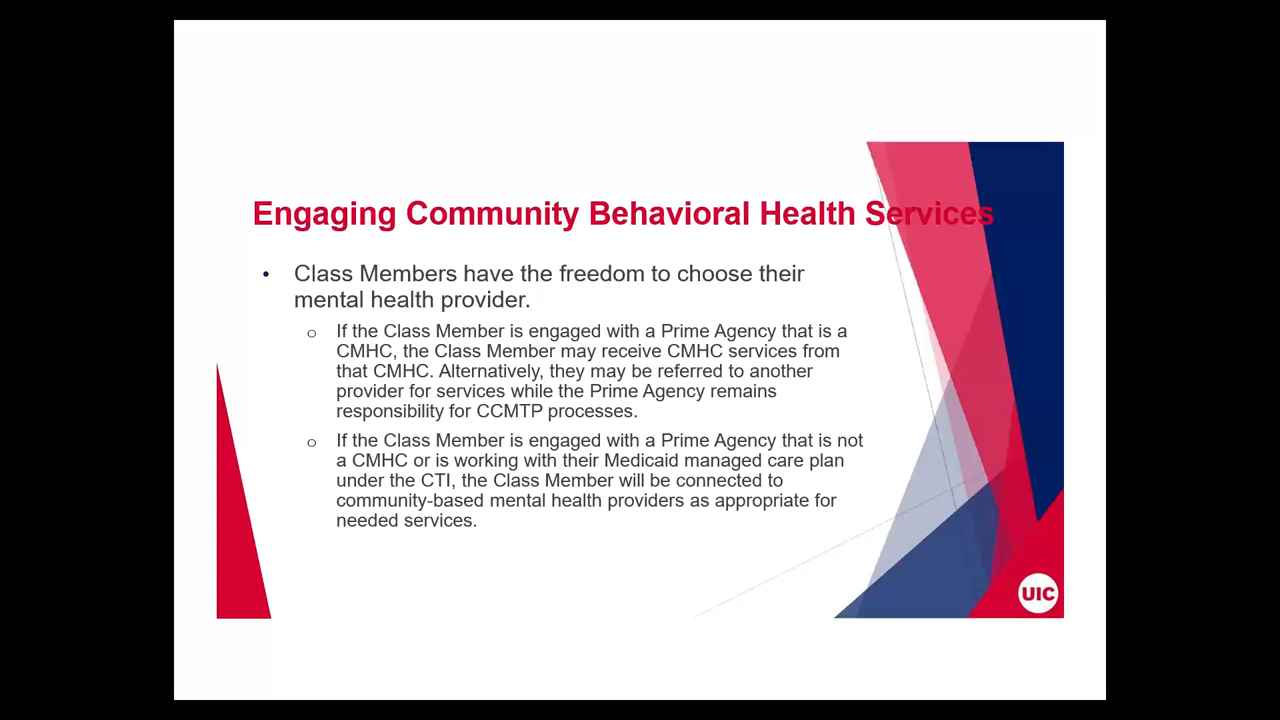 Engaging Community Behavioral Health Services
• Class Members have the freedom to choose their
mental health provider.
o If the Class Member is engaged with a Prime Agency that is a
CMHC, the Class Member may receive CMHC services from
that CMHC. Alternatively, they may be referred to another
provider for services while the Prime Agency remains
responsibility for CCMTP processes.
o If the Class Member is engaged with a Prime Agency that is not
a CMHC or is working with their Medicaid managed care plan
under the CTI, the Class Member will be connected to
community-based mental health providers as appropriate for
needed services.
UIC